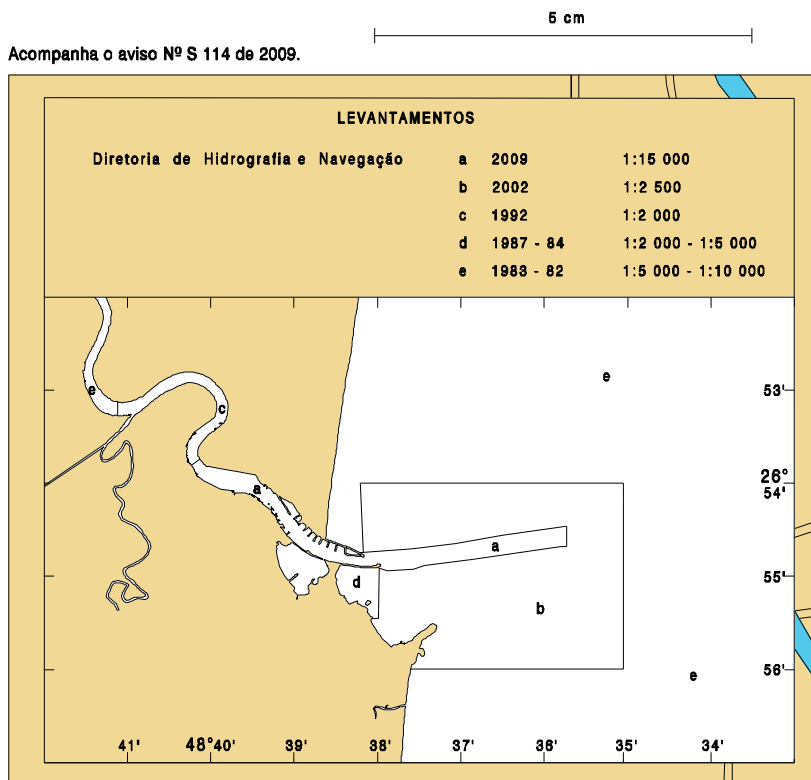 5 cm
Acompanha o aviso Nº S 114 de 2009.
LEVANTAMENTOS
Diretoria de Hidrografia e Navegação a 2009 1:15 000
b 2002 1:2 500
c 1992 1:2 000
d 1987 - 84 1:2 000 - 1:5 000
e 1983 - 82 1:5 000 - 1:10 000
e
e 53'
c
26°
a 54'
a
d 55'
b
e 56'
41' 48°40' 39' 38' 37' 36' 35' 34'